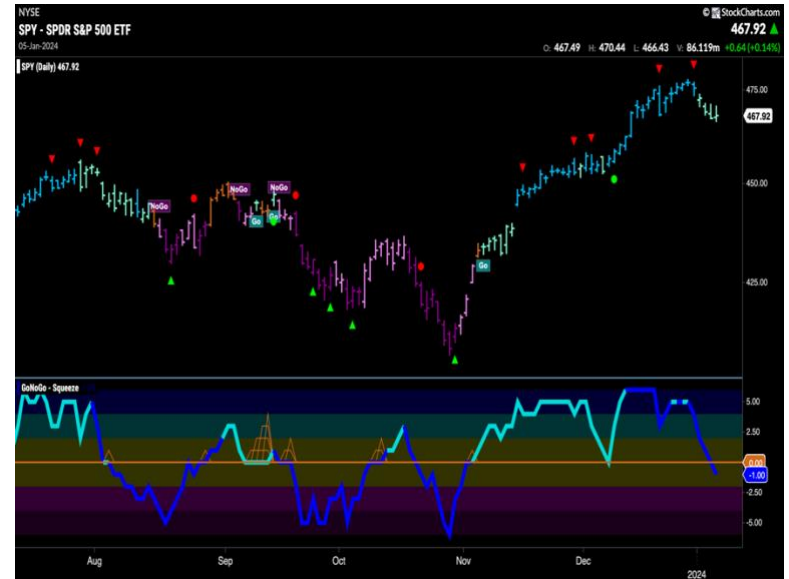 NYSE
© StockCharts.com
SPY - SPDR S&P 500 ETF
467.92
05-Jan-2024
O: 467.49 H: 470.44 L: 466.43 V: 86.119m +0.64 (+0.14%)
SPY (Daily) 467.92
475.00
467.92
450.00
425.00
NoGo
NoGo
NoGo
Go
Go
Go
GoNoGo - Squeeze
5.00
2.50
0.00
-1.00
-2.50
-5.00
Aug
Sep
Oct
Nov
Dec
2024